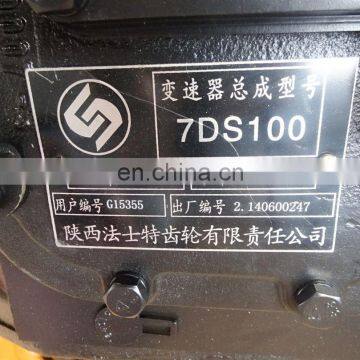 变速器总成型号
7DS100
en.china.cn
用户编号 G15355 出厂编号 2.140600247
陕西法士特齿轮有限责任公司